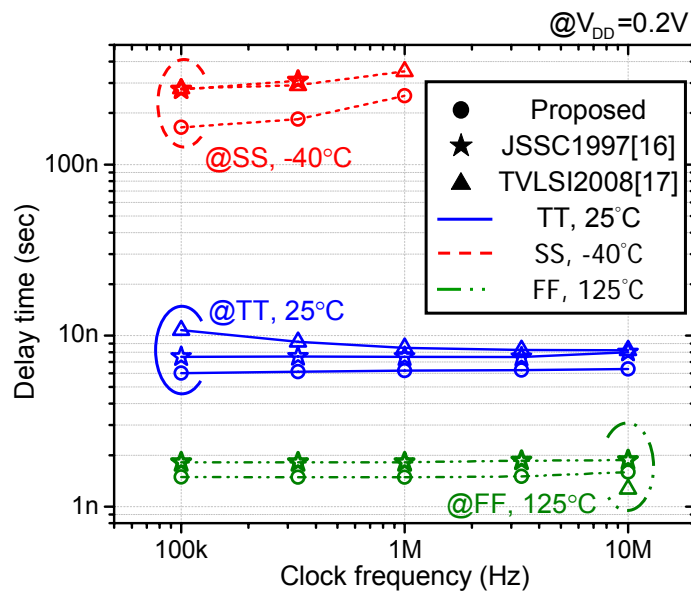 @V_DD=0.2V
Delay time (sec)
100n
10n
1n
@SS, -40°C
@TT, 25°C
@FF, 125°C
Proposed
JSSC1997[16]
TVLSI2008[17]
TT, 25°C
SS, -40°C
FF, 125°C
100k 1M 10M
Clock frequency (Hz)